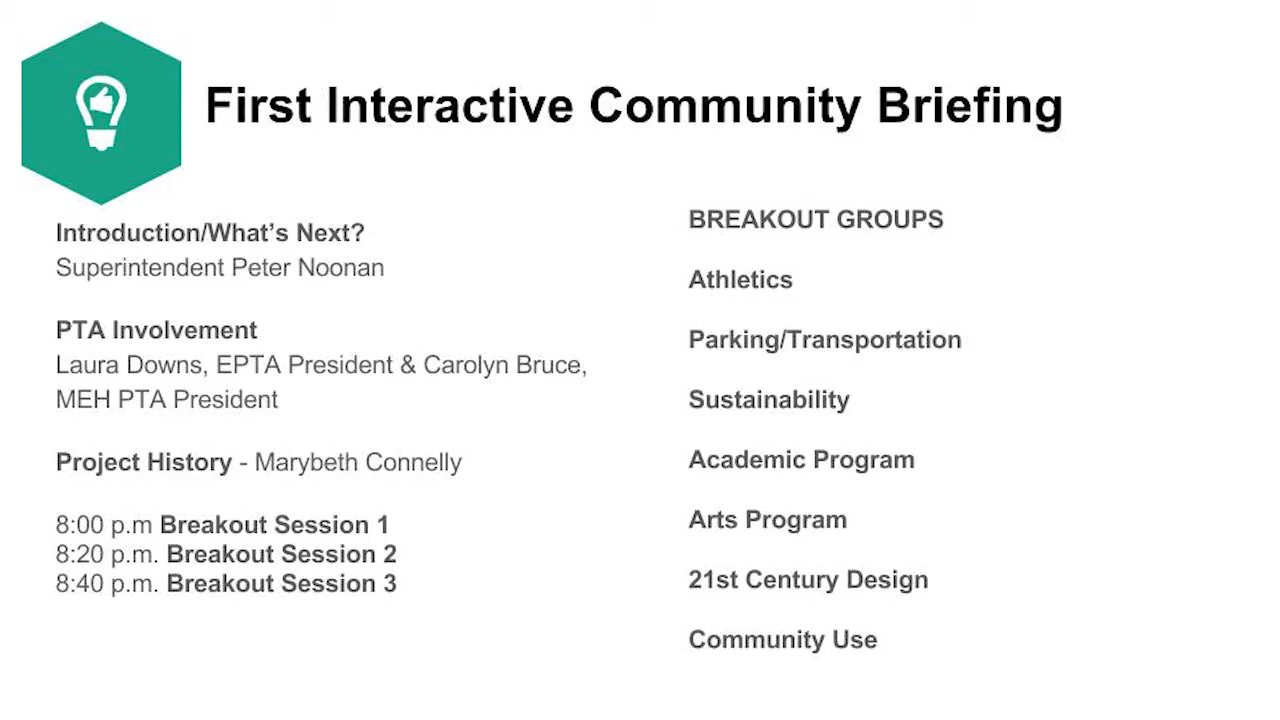 First Interactive Community Briefing
Introduction/What’s Next?
Superintendent Peter Noonan
PTA Involvement
Laura Downs, EPTA President & Carolyn Bruce,
MEH PTA President
Project History - Marybeth Connelly
8:00 p.m Breakout Session 1
8:20 p.m. Breakout Session 2
8:40 p.m. Breakout Session 3
BREAKOUT GROUPS
Athletics
Parking/Transportation
Sustainability
Academic Program
Arts Program
21st Century Design
Community Use